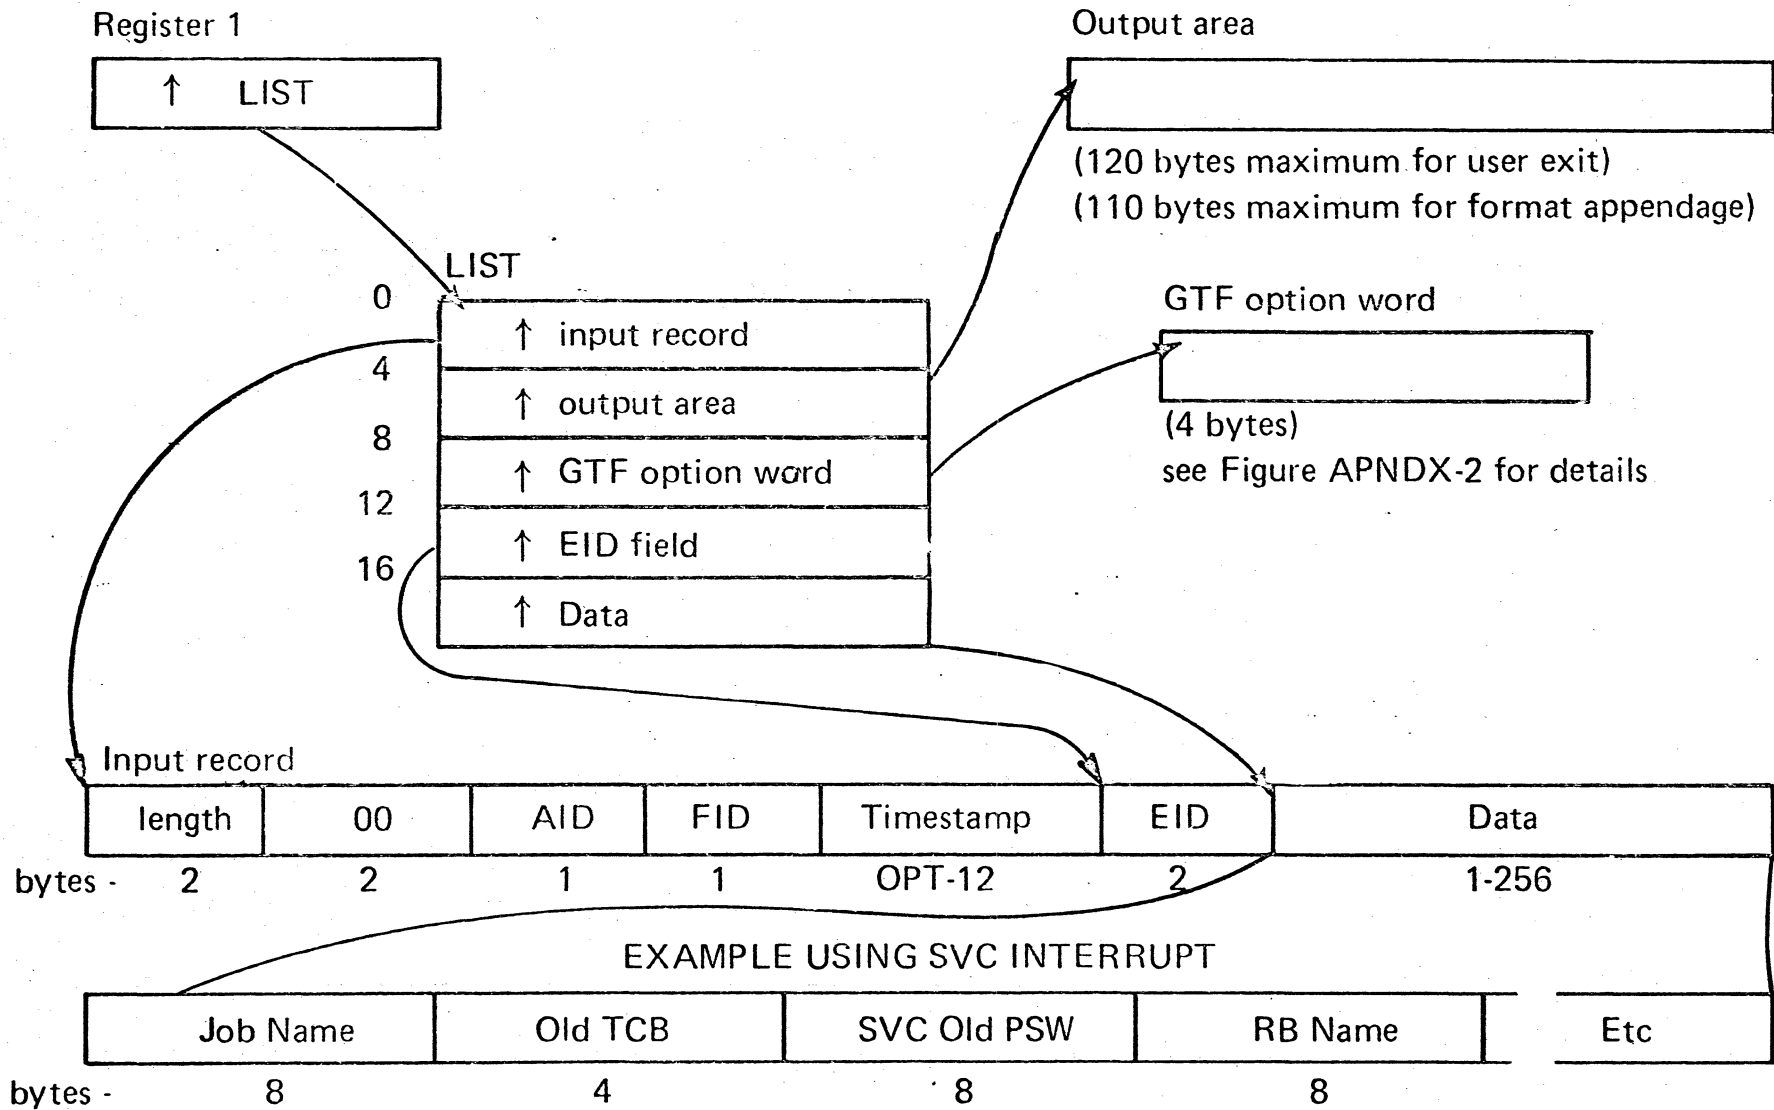 Register 1
↑ LIST
Output area
(120 bytes maximum for user exit)
(110 bytes maximum for format appendage)
LIST
0
↑ input record
4
↑ output area
8
↑ GTF option word
12
↑ EID field
16
↑ Data
GTF option word
(4 bytes)
see Figure APNDX-2 for details
Input record
length 00 AID FID Timestamp EID Data
bytes - 2 2 1 1 OPT-12 2 1-256
EXAMPLE USING SVC INTERRUPT
Job Name Old TCB SVC Old PSW RB Name Etc
bytes - 8 4 8 8